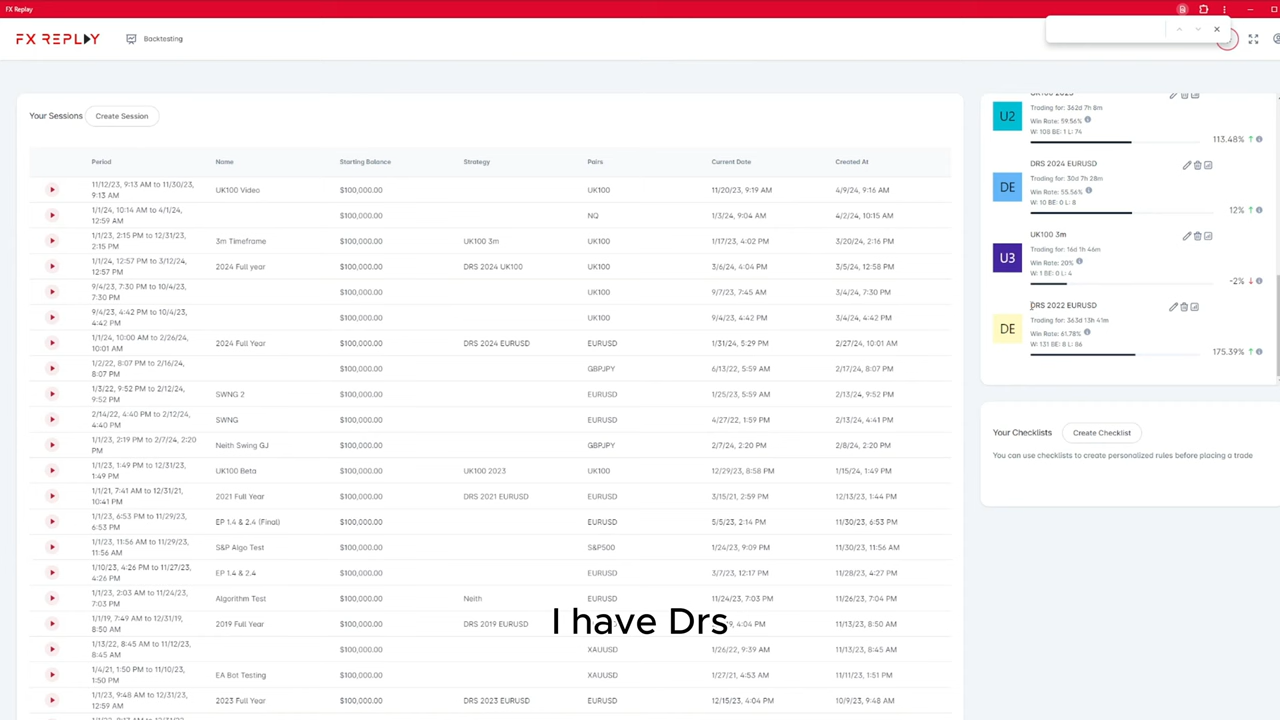 FX Replay
FX REPLAY
Backtesting
Your Sessions
Create Session
Period Name Starting Balance Strategy Pairs Current Date Created At
11/12/23, 9:13 AM to 11/30/23, 9:13 AM UK100 Video $100,000.00 UK100 11/20/23, 9:19 AM 4/9/24, 9:16 AM
1/1/24, 10:14 AM to 4/1/24, 12:59 AM $100,000.00 NQ 1/3/24, 9:04 AM 4/2/24, 10:15 AM
1/1/23, 2:15 PM to 12/31/23, 2:15 PM 3m Timeframe $100,000.00 UK100 3m UK100 1/17/23, 4:02 PM 3/20/24, 2:16 PM
1/1/24, 12:57 PM to 3/12/24, 12:57 PM 2024 Full year $100,000.00 DRS 2024 UK100 UK100 3/6/24, 4:04 PM 3/5/24, 12:58 PM
9/4/23, 7:30 PM to 10/4/23, 7:30 PM $100,000.00 UK100 9/7/23, 7:45 AM 3/4/24, 7:30 PM
9/4/23, 4:42 PM to 10/4/23, 4:42 PM $100,000.00 UK100 9/4/23, 4:42 PM 3/4/24, 4:42 PM
1/1/24, 10:00 AM to 2/26/24, 10:01 AM 2024 Full Year $100,000.00 DRS 2024 EURUSD EURUSD 1/31/24, 5:29 PM 2/27/24, 10:01 AM
1/2/22, 8:07 PM to 2/16/24, 8:07 PM $100,000.00 GBPJPY 6/13/22, 5:59 AM 2/17/24, 8:07 PM
1/3/22, 9:52 PM to 2/12/24, 9:52 PM SWNG 2 $100,000.00 EURUSD 1/25/23, 5:59 AM 2/13/24, 9:52 PM
2/14/22, 4:40 PM to 2/12/24, 4:40 PM SWNG $100,000.00 EURUSD 4/27/22, 1:59 PM 2/13/24, 4:41 PM
1/1/23, 2:19 PM to 2/7/24, 2:20 PM Neith Swing GJ $100,000.00 GBPJPY 2/7/24, 2:20 PM 2/8/24, 2:20 PM
1/1/23, 1:49 PM to 12/31/23, 1:49 PM UK100 Beta $100,000.00 UK100 2023 UK100 12/29/23, 8:58 PM 1/15/24, 1:49 PM
1/1/21, 7:41 AM to 12/31/21, 10:41 PM 2021 Full Year $100,000.00 DRS 2021 EURUSD EURUSD 3/15/21, 2:59 PM 12/13/23, 1:44 PM
1/1/23, 6:53 PM to 11/29/23, 6:53 PM EP 1.4 & 2.4 (Final) $100,000.00 EURUSD 5/5/23, 2:14 PM 11/30/23, 6:53 PM
1/1/23, 11:56 AM to 11/29/23, 11:56 AM S&P Algo Test $100,000.00 S&P500 1/24/23, 9:09 PM 11/30/23, 11:56 AM
1/10/23, 4:26 PM to 11/27/23, 4:26 PM EP 1.4 & 2.4 $100,000.00 EURUSD 3/7/23, 12:17 PM 11/28/23, 4:27 PM
1/1/23, 2:03 AM to 11/24/23, 7:03 PM Algorithm Test $100,000.00 Neith EURUSD 11/24/23, 7:03 PM 11/26/23, 7:04 PM
1/1/19, 7:49 AM to 12/31/19, 8:50 AM 2019 Full Year $100,000.00 DRS 2019 EURUSD 4:04 PM 11/13/23, 8:50 AM
1/13/22, 8:45 AM to 11/12/23, 8:45 AM $100,000.00 XAUUSD 1/26/22, 9:39 AM 11/13/23, 8:45 AM
1/4/21, 1:50 PM to 11/10/23, 1:50 PM EA Bot Testing $100,000.00 XAUUSD 1/27/21, 4:53 AM 11/11/23, 1:51 PM
1/1/23, 9:48 AM to 12/31/23, 12:59 AM 2023 Full Year $100,000.00 DRS 2023 EURUSD EURUSD 12/15/23, 4:04 PM 10/9/23, 9:48 AM
I have Drs
U2
UK100 2023
Trading for: 362d 7h 8m
Win Rate: 59.56%
W: 108 BE: 1 L: 74
113.48%
DE
DRS 2024 EURUSD
Trading for: 30d 7h 28m
Win Rate: 55.56%
W: 10 BE: 0 L: 8
12%
U3
UK100 3m
Trading for: 16d 1h 46m
Win Rate: 20%
W: 1 BE: 0 L: 4
-2%
DE
DRS 2022 EURUSD
Trading for: 363d 13h 41m
Win Rate: 61.78%
W: 131 BE: 8 L: 86
175.39%
Your Checklists
Create Checklist
You can use checklists to create personalized rules before placing a trade